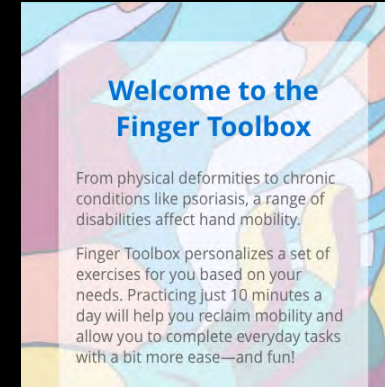 Welcome to the
Finger Toolbox
From physical deformities to chronic
conditions like psoriasis, a range of
disabilities affect hand mobility.
Finger Toolbox personalizes a set of
exercises for you based on your
needs. Practicing just 10 minutes a
day will help you reclaim mobility and
allow you to complete everyday tasks
with a bit more ease—and fun!